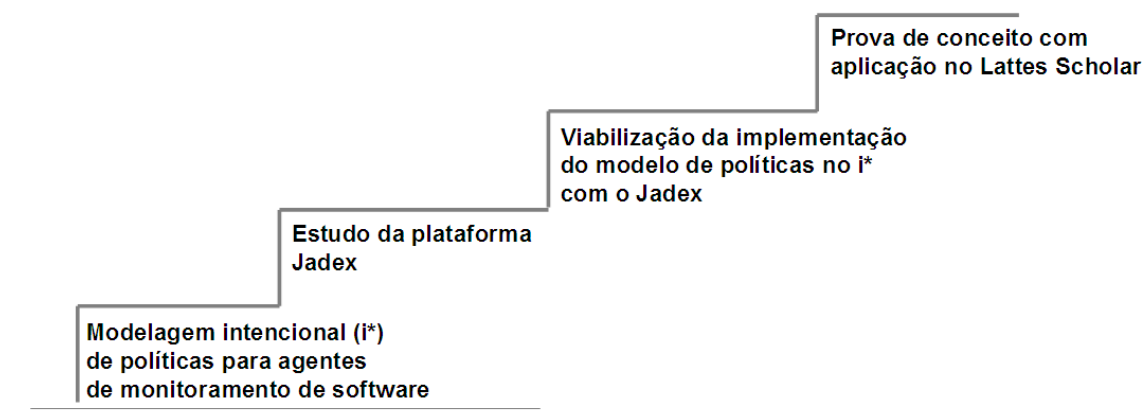 Prova de conceito com
aplicação no Lattes Scholar
Viabilização da implementação
do modelo de políticas no i*
com o Jadex
Estudo da plataforma
Jadex
Modelagem intencional (i*)
de políticas para agentes
de monitoramento de software